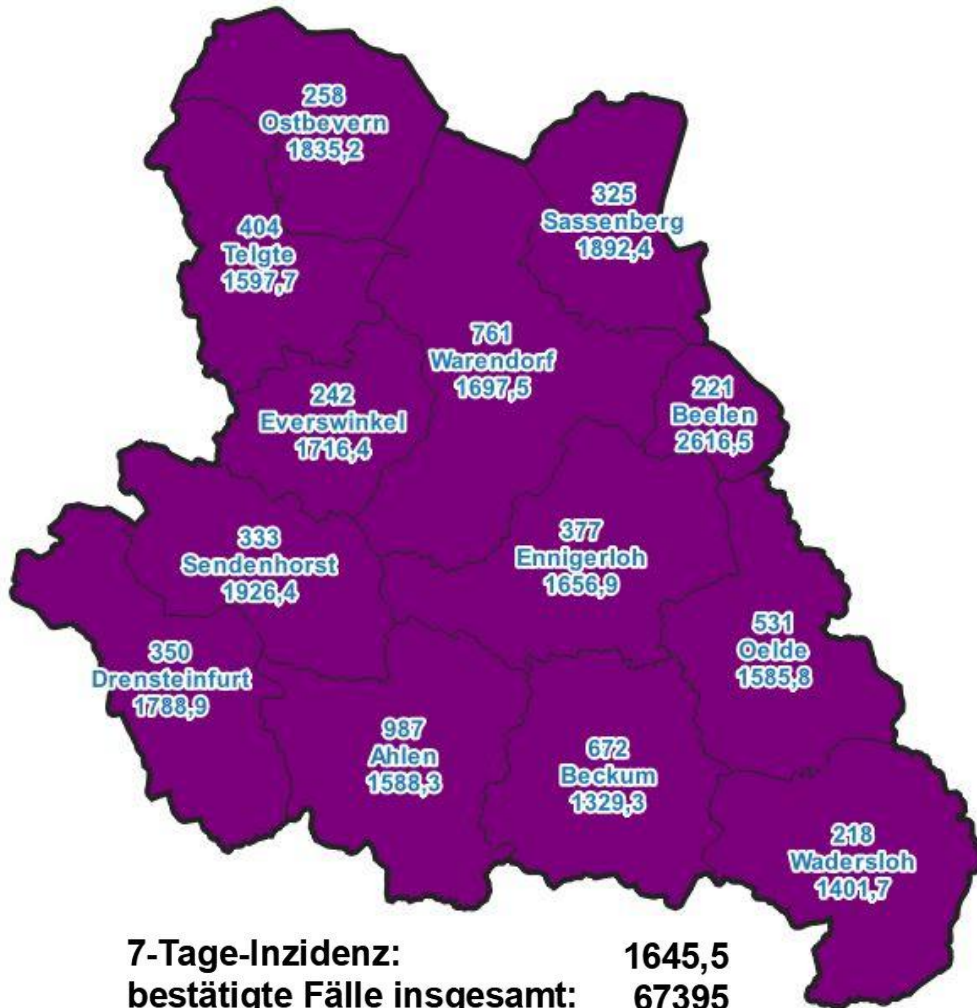 258
Ostbevern
1835,2
325
Sassenberg
1892,4
404
Telgte
1597,7
761
Warendorf
1697,5
242
Everswinkel
1716,4
221
Beelen
2616,5
333
Sendenhorst
1926,4
377
Ennigerloh
1656,9
531
Oelde
1585,8
350
Drensteinfurt
1788,9
987
Ahlen
1588,3
672
Beckum
1329,3
218
Wadersloh
1401,7
7-Tage-Inzidenz: 1645,5
bestätigte Fälle insgesamt: 67395